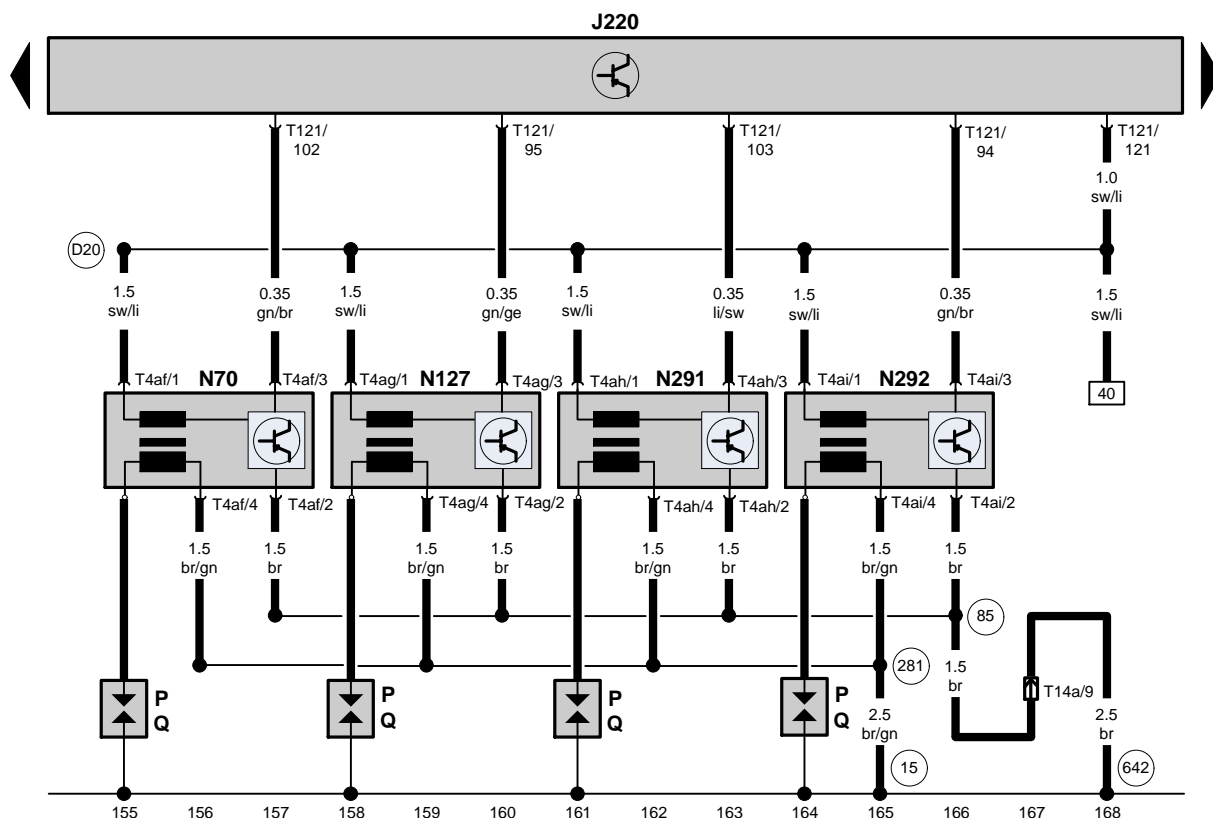 J220
T121/ T121/ T121/ T121/ T121/
102 95 103 94 121
1.0
sw/li
D20
1.5 0.35 1.5 0.35 1.5 0.35 1.5 0.35 1.5
sw/li gn/br sw/li gn/ge sw/li li/sw sw/li gn/br sw/li
T4af/1 N70 T4af/3 T4ag/1 N127 T4ag/3 T4ah/1 N291 T4ah/3 T4ai/1 N292 T4ai/3
40
T4af/4 T4af/2 T4ag/4 T4ag/2 T4ah/4 T4ah/2 T4ai/4 T4ai/2
1.5 1.5 1.5 1.5 1.5 1.5 1.5 1.5
br/gn br br/gn br br/gn br br/gn br
85
281 1.5
br
T14a/9
P P P P
Q Q Q Q
2.5 2.5
br/gn br
15 642
155 156 157 158 159 160 161 162 163 164 165 166 167 168